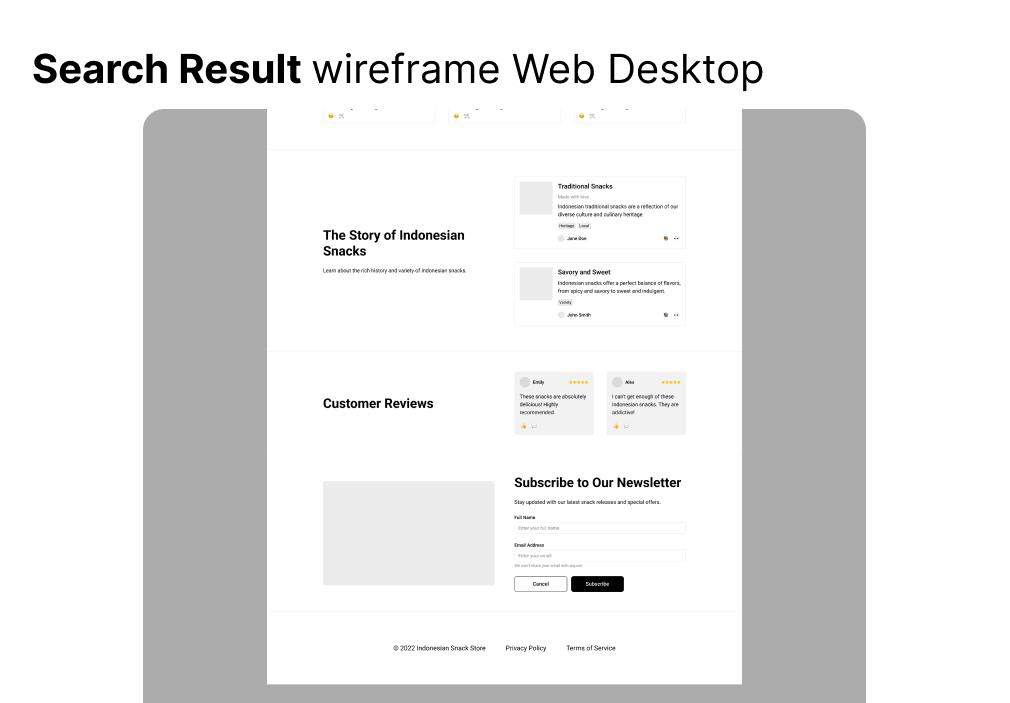 Search Result wireframe Web Desktop
The Story of Indonesian
Snacks
Learn about the rich history and variety of Indonesian snacks.
Traditional Snacks
Made with love
Indonesian traditional snacks are a reflection of our
diverse culture and culinary heritage.
Heritage Local
Jane Doe
Savory and Sweet
Indonesian snacks offer a perfect balance of flavors,
from spicy and savory to sweet and indulgent.
Variety
John Smith
Customer Reviews
Emily
These snacks are absolutely
delicious! Highly
recommended.
Alex
I can't get enough of these
Indonesian snacks. They are
addictive!
Subscribe to Our Newsletter
Stay updated with our latest snack releases and special offers.
Full Name
Enter your full name
Email Address
Enter your email
We won't share your email with anyone
Cancel Subscribe
© 2022 Indonesian Snack Store Privacy Policy Terms of Service